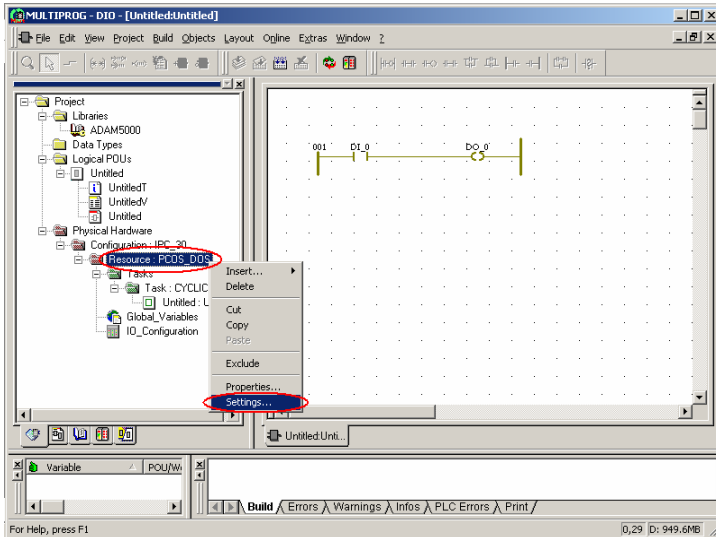 MULTIPROG - DIO - [Untitled:Untitled]
File Edit View Project Build Objects Layout Online Extras Window ?
Project
Libraries
ADAM5000
Data Types
Logical POUs
Untitled
UntitledT
UntitledV
Untitled
Physical Hardware
Configuration : IPC_30
Resource : PCOS_DOS
Tasks
Task : CYCLIC
Untitled : U
Global_Variables
IO_Configuration
Insert...
Delete
Cut
Copy
Paste
Exclude
Properties...
Settings...
001 DI_0 DO_0
Untitled:Unti...
Variable POU/W
Build Errors Warnings Infos PLC Errors Print
For Help, press F1
0,29 D: 949.6MB